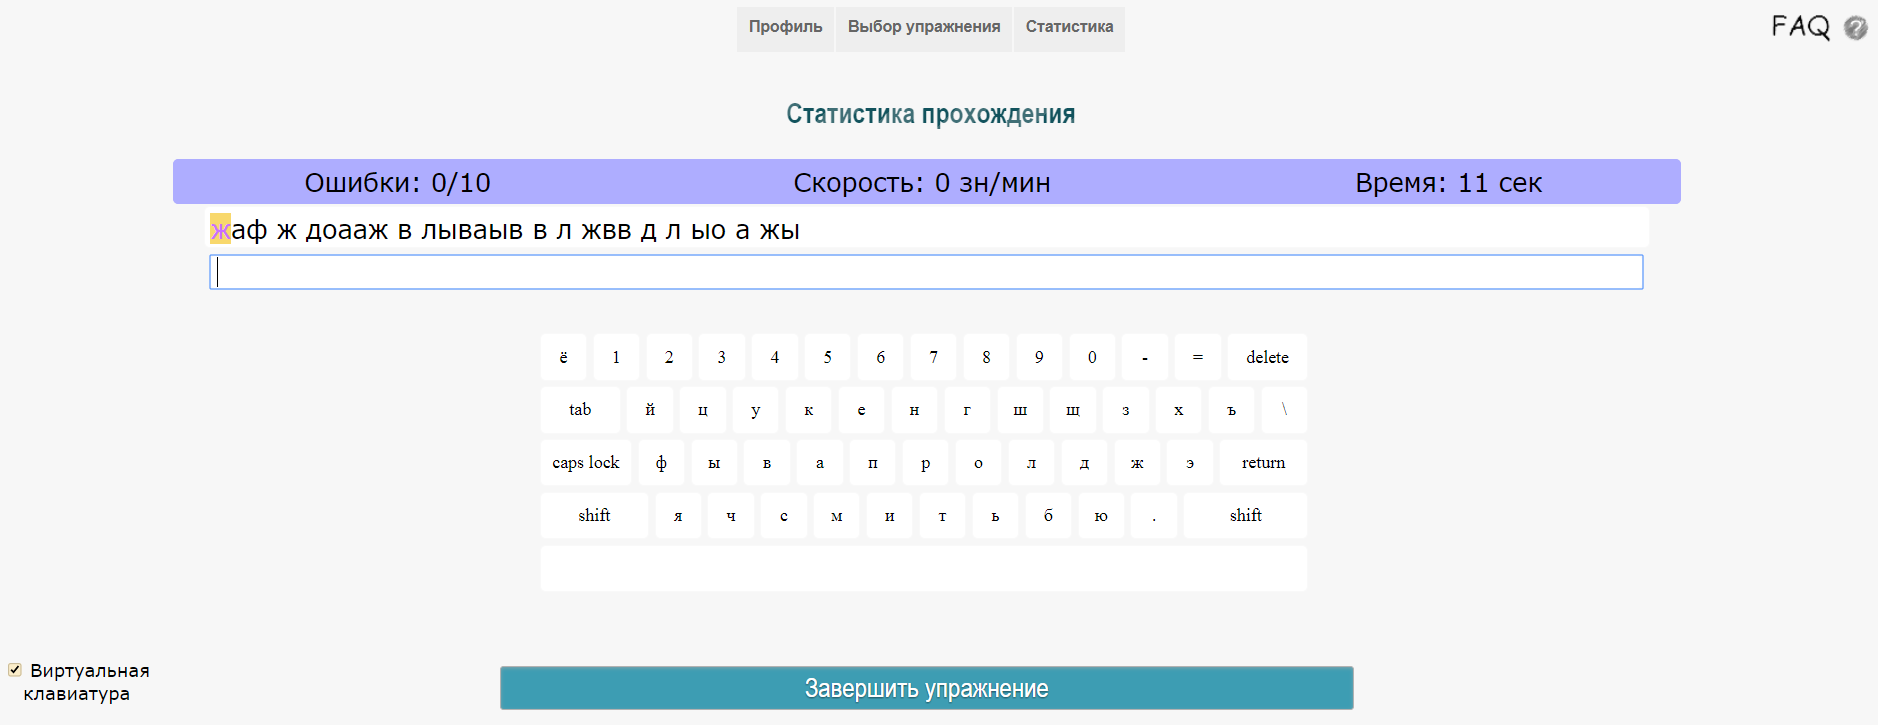 Профиль Выбор упражнения Статистика
FAQ ?
Статистика прохождения
Ошибки: 0/10 Скорость: 0 зн/мин Время: 11 сек
жаф ж доааж в лываыв в л жвв д л ыо а жы
ё 1 2 3 4 5 6 7 8 9 0 - = delete
tab й ц у к е н г ш щ з х ъ \
caps lock ф ы в а п р о л д ж э return
shift я ч с м и т ь б ю . shift
Виртуальная
клавиатура
Завершить упражнение